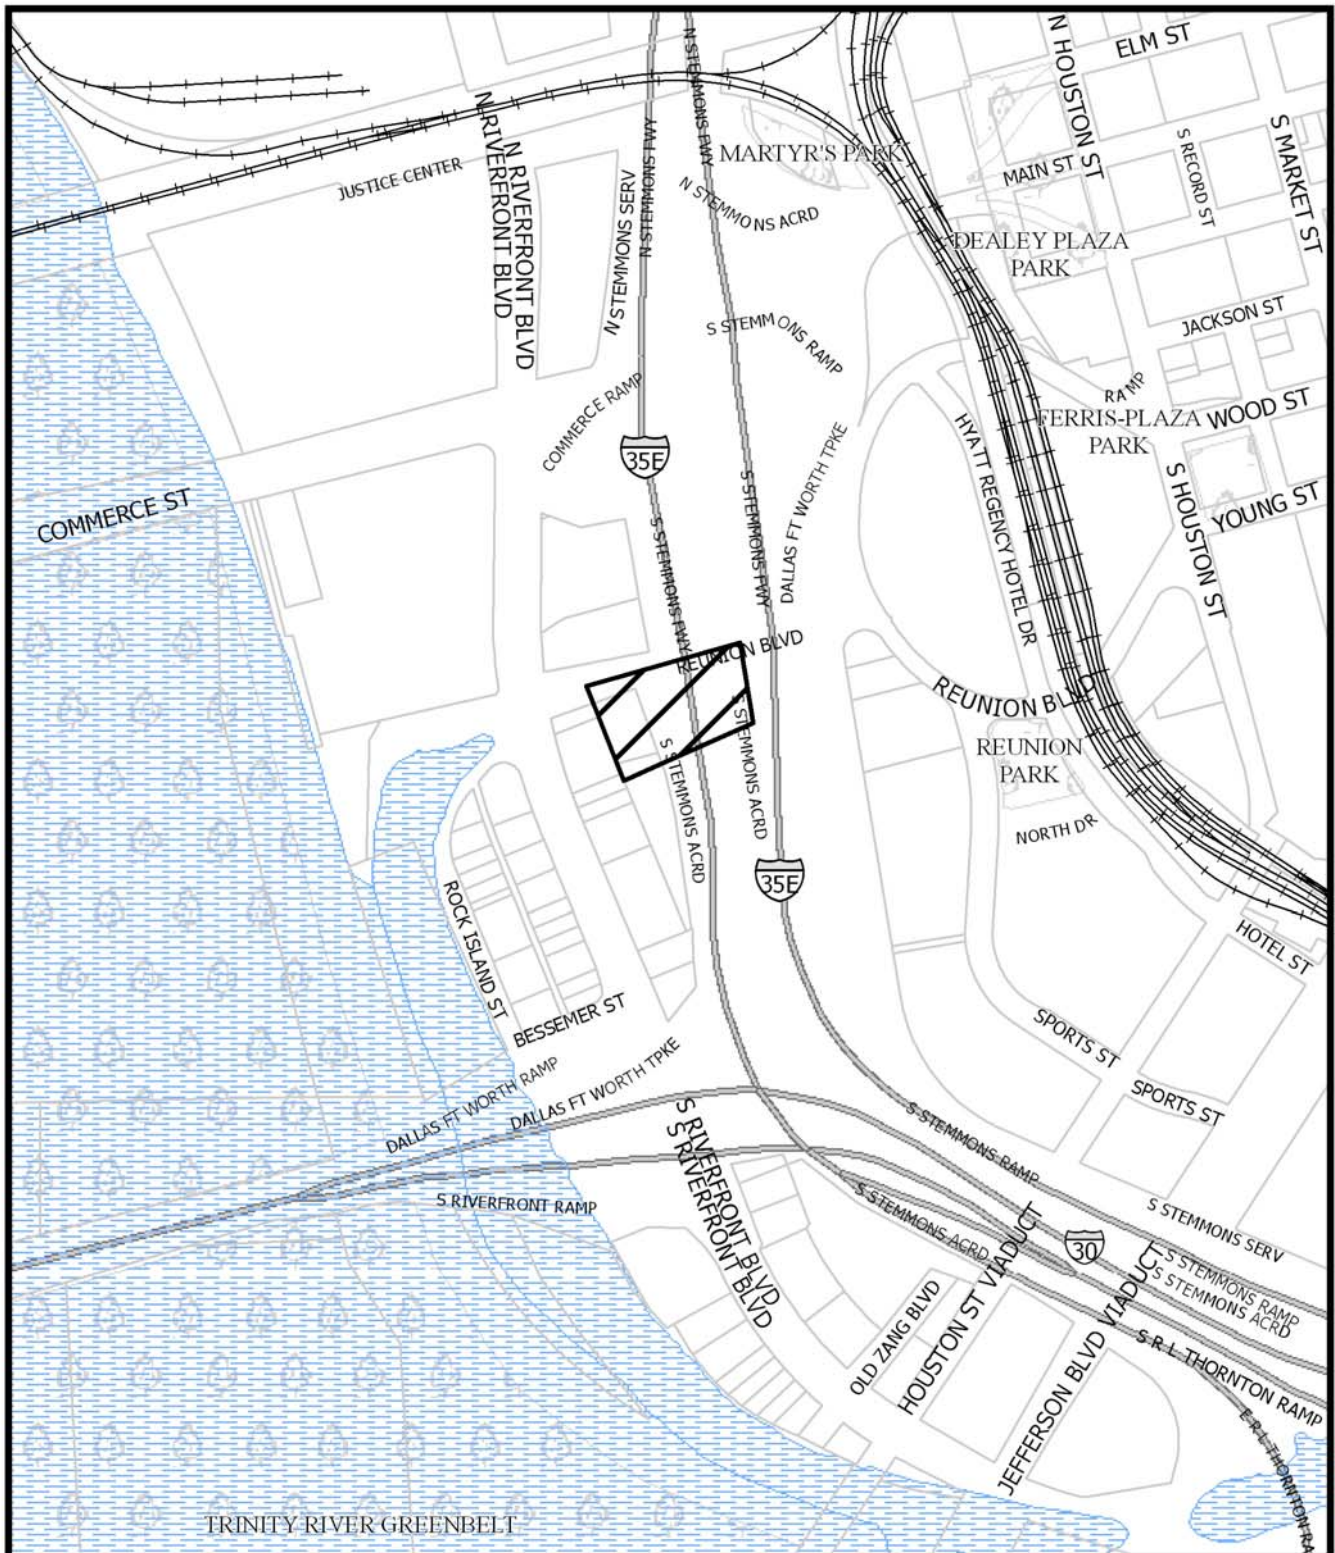 ELM ST
N HOUSTON ST
S MARKET ST
S RECORD ST
MAIN ST
N STEMMONS FWY
N STEMMONS FWY
N RIVERFRONT BLVD
N RIVERFRONT BLVD
MARTYR'S PARK
JUSTICE CENTER
N STEMMONS SERV
N STEMMONS ACRD
DEALEY PLAZA
PARK
JACKSON ST
S STEMMONS RAMP
COMMERCE RAMP
RAMP
FERRIS-PLAZA
PARK
WOOD ST
35E
HYATT REGENCY HOTEL DR
DALLAS FT WORTH TPKE
S STEMMONS FWY
S STEMMONS FWY
S HOUSTON ST
YOUNG ST
COMMERCE ST
REUNION BLVD
REUNION BLVD
REUNION
PARK
S STEMMONS ACRD
S STEMMONS ACRD
NORTH DR
35E
ROCK ISLAND ST
HOTEL ST
BESSEMER ST
SPORTS ST
SPORTS ST
DALLAS FT WORTH RAMP
DALLAS FT WORTH TPKE
S RIVERFRONT BLVD
S RIVERFRONT BLVD
S STEMMONS RAMP
S RIVERFRONT RAMP
S STEMMONS ACRD
S STEMMONS SERV
30
S STEMMONS RAMP
S STEMMONS ACRD
OLD ZANG BLVD
HOUSTON ST VIADUCT
JEFFERSON BLVD VIADUCT
S R L THORNTON RAMP
E R L THORNTON RA
TRINITY RIVER GREENBELT